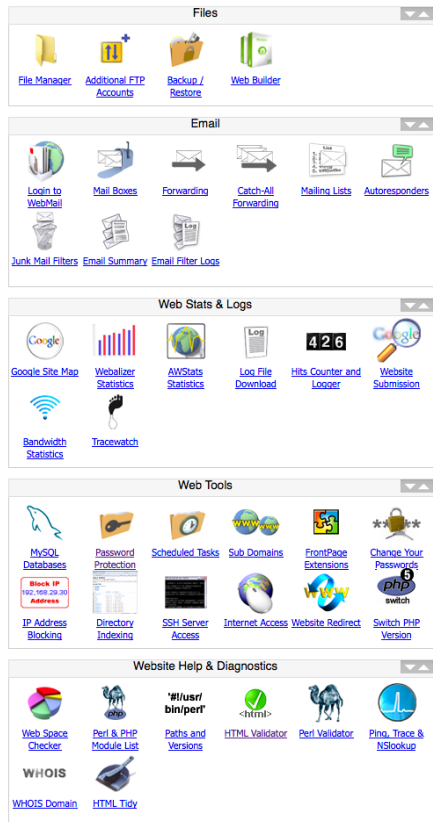 Files
File Manager
Additional FTP Accounts
Backup / Restore
Web Builder
Email
Login to WebMail
Mail Boxes
Forwarding
Catch-All Forwarding
List
Mailing Lists
Autoresponders
Junk Mail Filters
Email Summary
Log
Email Filter Logs
Web Stats & Logs
Google
Google Site Map
Webalizer Statistics
AWStats Statistics
Log
Log File Download
426
Hits Counter and Logger
Google
Website Submission
Bandwidth Statistics
Tracewatch
Web Tools
MySQL Databases
Password Protection
Scheduled Tasks
www
Sub Domains
FrontPage Extensions
*****
Change Your Passwords
Block IP
192.168.29.30
Address
IP Address Blocking
Directory Indexing
SSH Server Access
Internet Access
www
Website Redirect
php 5
switch
Switch PHP Version
Website Help & Diagnostics
Web Space Checker
php
Perl & PHP Module List
'#!/usr/
bin/perl'
Paths and Versions
<html>
HTML Validator
Perl Validator
Ping, Trace & NSlookup
WHOIS
WHOIS Domain
HTML Tidy